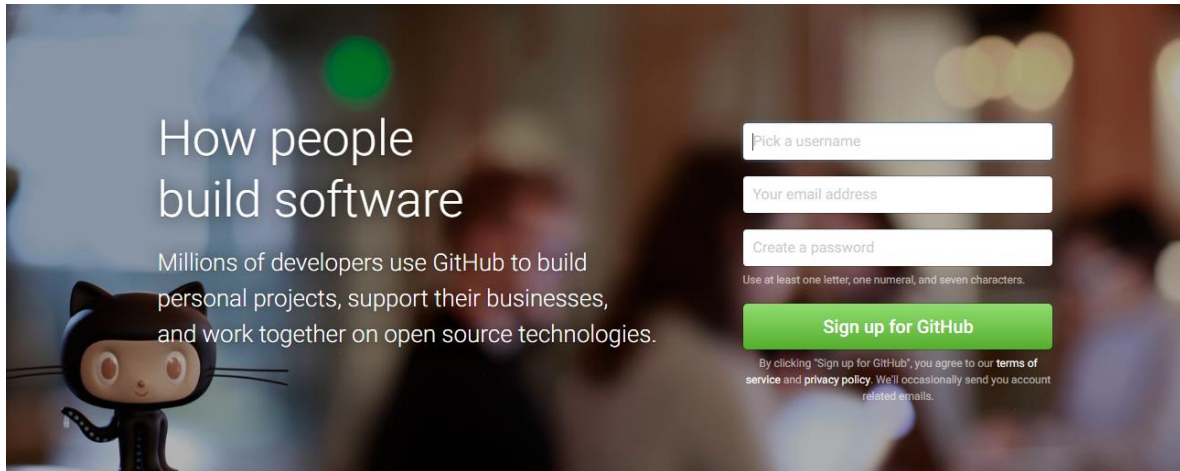 How people
build software
Millions of developers use GitHub to build
personal projects, support their businesses,
and work together on open source technologies.
Pick a username
Your email address
Create a password
Use at least one letter, one numeral, and seven characters.
Sign up for GitHub
By clicking "Sign up for GitHub", you agree to our terms of
service and privacy policy. We'll occasionally send you account
related emails.